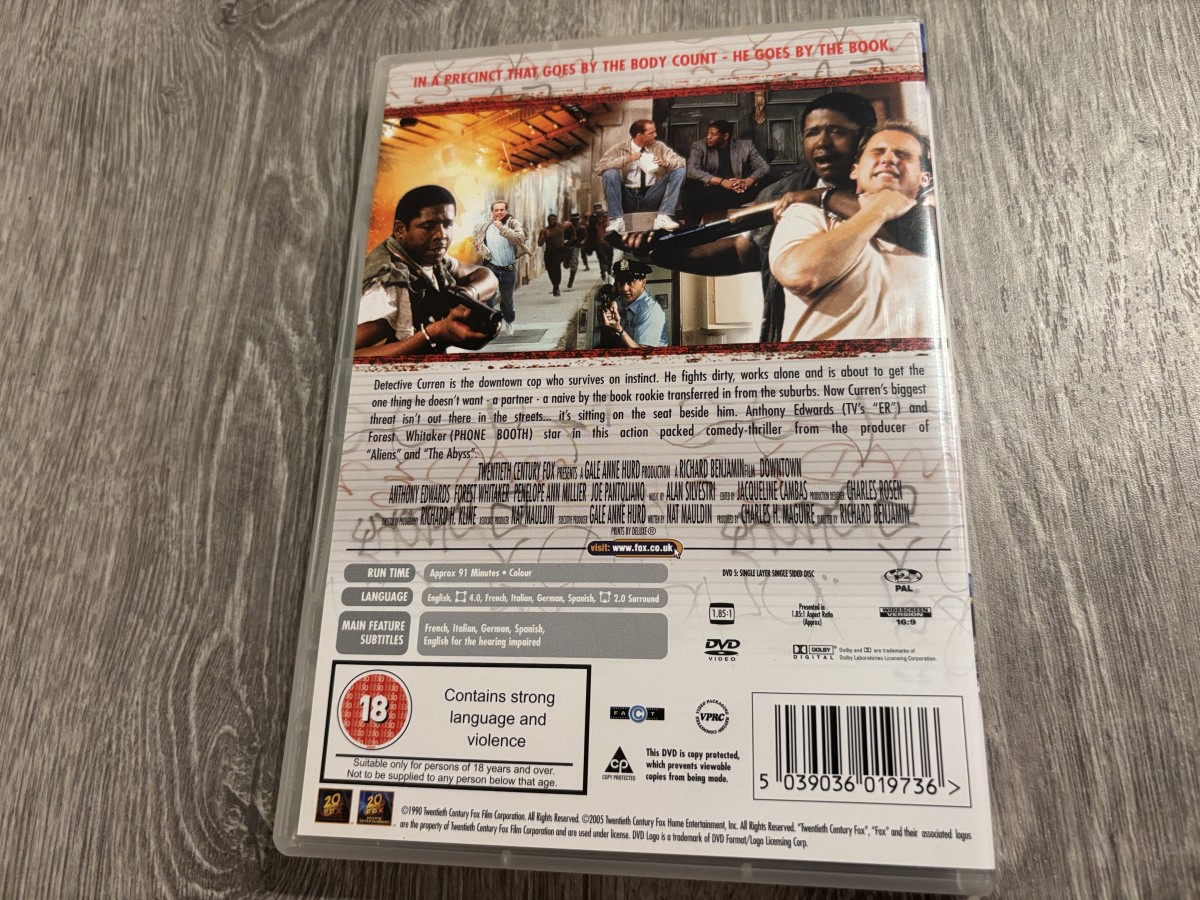 IN A PRECINCT THAT GOES BY THE BODY COUNT - HE GOES BY THE BOOK.
Detective Curren is the downtown cop who survives on instinct. He fights dirty, works alone and is about to get the
one thing he doesn't want - a partner - a naive by the book rookie transferred in from the suburbs. Now Curren's biggest
threat isn't out there in the streets... it's sitting on the seat beside him. Anthony Edwards (TV's "ER") and
Forest Whitaker (PHONE BOOTH) star in this action packed comedy-thriller from the producer of
"Aliens" and "The Abyss".
TWENTIETH CENTURY FOX PRESENTS A GALE ANNE HURD PRODUCTION A RICHARD BENJAMIN FILM DOWNTOWN
ANTHONY EDWARDS FOREST WHITAKER PENELOPE ANN MILLIER JOE PANTOLIANO MUSIC BY ALAN SILVESTRI EDITED BY JACQUELINE CAMBAS PRODUCTION DESIGNER CHARLES ROSEN
DIRECTOR OF PHOTOGRAPHY RICHARD H. KLINE ASSOCIATE PRODUCER NAT MAULDIN EXECUTIVE PRODUCER GALE ANNE HURD WRITTEN BY NAT MAULDIN PRODUCED BY CHARLES H. MAGUIRE DIRECTED BY RICHARD BENJAMIN
PRINTS BY DELUXE®
visit: www.fox.co.uk
RUN TIME Approx 91 Minutes • Colour
LANGUAGE English, 4.0, French, Italian, German, Spanish, 2.0 Surround
MAIN FEATURE SUBTITLES
French, Italian, German, Spanish,
English for the hearing impaired
DVD 5: SINGLE LAYER SINGLE SIDED DISC
PAL
1.85:1
Presented in
1.85:1 Aspect Ratio
(Approx)
WIDESCREEN
VERSION
16:9
DVD
VIDEO
DOLBY
DIGITAL
Dolby and are trademarks of
Dolby Laboratories Licensing Corporation.
18
Contains strong
language and
violence
Suitable only for persons of 18 years and over.
Not to be supplied to any person below that age.
FACT
VPRC
VIDEO PACKAGING REVIEW COMMITTEE
CP
COPY PROTECTED
This DVD is copy protected,
which prevents viewable
copies from being made.
5 039036 019736 >
20
©1990 Twentieth Century Fox Film Corporation. All Rights Reserved. ©2005 Twentieth Century Fox Home Entertainment, Inc. All Rights Reserved. "Twentieth Century Fox", "Fox" and their associated logos
are the property of Twentieth Century Fox Film Corporation and are used under license. DVD Logo is a trademark of DVD Format/Logo Licensing Corp.